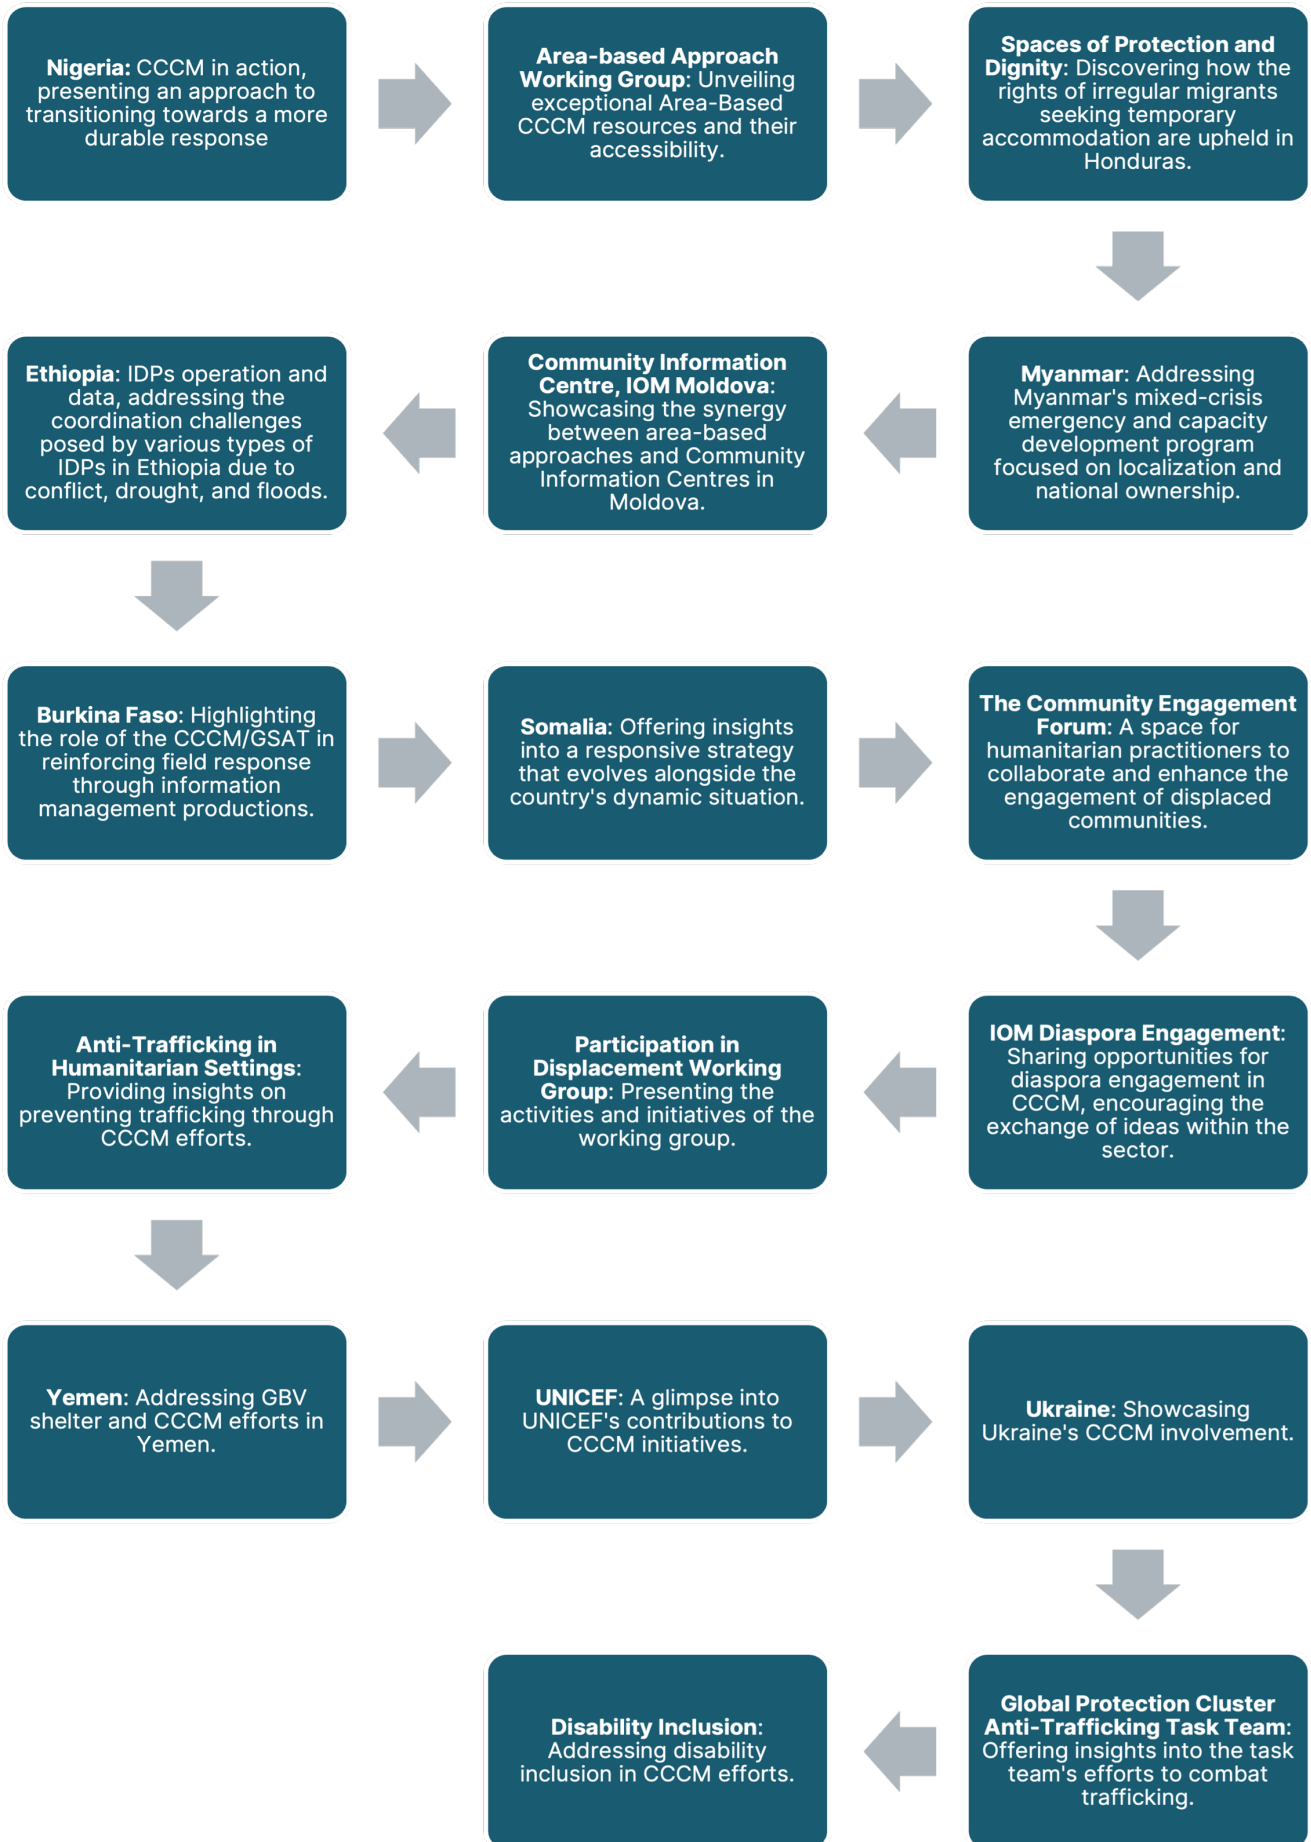 Nigeria: CCCM in action,
presenting an approach to
transitioning towards a more
durable response
Area-based Approach
Working Group: Unveiling
exceptional Area-Based
CCCM resources and their
accessibility.
Spaces of Protection and
Dignity: Discovering how the
rights of irregular migrants
seeking temporary
accommodation are upheld in
Honduras.
Myanmar: Addressing
Myanmar's mixed-crisis
emergency and capacity
development program
focused on localization and
national ownership.
Community Information
Centre, IOM Moldova:
Showcasing the synergy
between area-based
approaches and Community
Information Centres in
Moldova.
Ethiopia: IDPs operation and
data, addressing the
coordination challenges
posed by various types of
IDPs in Ethiopia due to
conflict, drought, and floods.
Burkina Faso: Highlighting
the role of the CCCM/GSAT in
reinforcing field response
through information
management productions.
Somalia: Offering insights
into a responsive strategy
that evolves alongside the
country's dynamic situation.
The Community Engagement
Forum: A space for
humanitarian practitioners to
collaborate and enhance the
engagement of displaced
communities.
IOM Diaspora Engagement:
Sharing opportunities for
diaspora engagement in
CCCM, encouraging the
exchange of ideas within the
sector.
Participation in
Displacement Working
Group: Presenting the
activities and initiatives of the
working group.
Anti-Trafficking in
Humanitarian Settings:
Providing insights on
preventing trafficking through
CCCM efforts.
Yemen: Addressing GBV
shelter and CCCM efforts in
Yemen.
UNICEF: A glimpse into
UNICEF's contributions to
CCCM initiatives.
Ukraine: Showcasing
Ukraine's CCCM involvement.
Global Protection Cluster
Anti-Trafficking Task Team:
Offering insights into the task
team's efforts to combat
trafficking.
Disability Inclusion:
Addressing disability
inclusion in CCCM efforts.